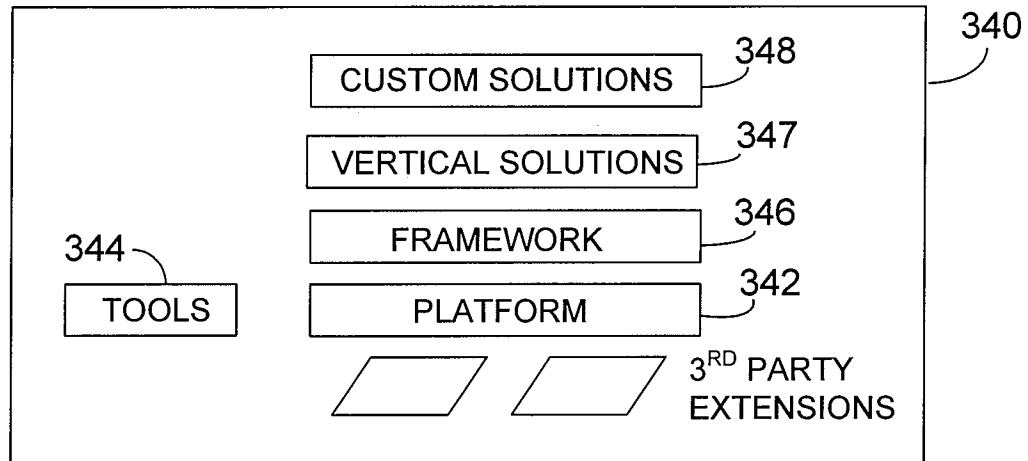 340
CUSTOM SOLUTIONS
348
VERTICAL SOLUTIONS
347
FRAMEWORK
346
344
TOOLS
PLATFORM
342
3RD PARTY
EXTENSIONS